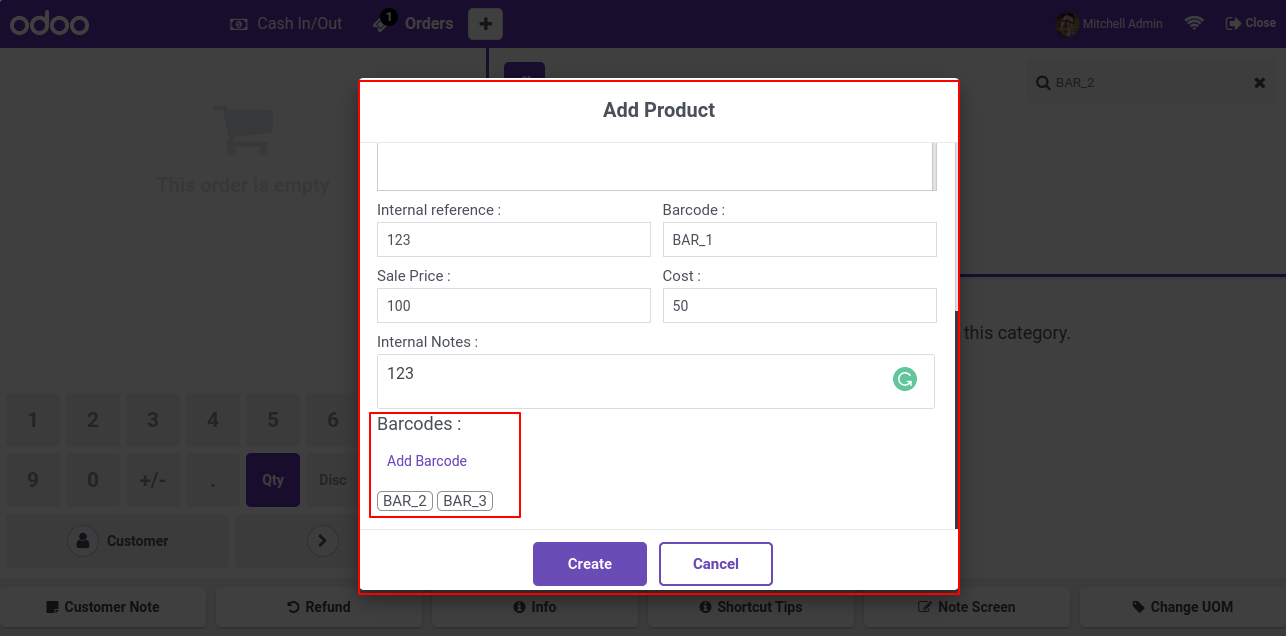 odoo
Cash In/Out
1
Orders
Mitchell Admin
Close
BAR_2
This order is empty
Add Product
Internal reference :
Barcode :
123
BAR_1
Sale Price :
Cost :
100
50
Internal Notes :
123
this category.
Barcodes :
Add Barcode
BAR_2 BAR_3
1 2 3 4 5 6
9 0 +/- . Qty Disc
Customer
Create
Cancel
Customer Note
Refund
Info
Shortcut Tips
Note Screen
Change UOM